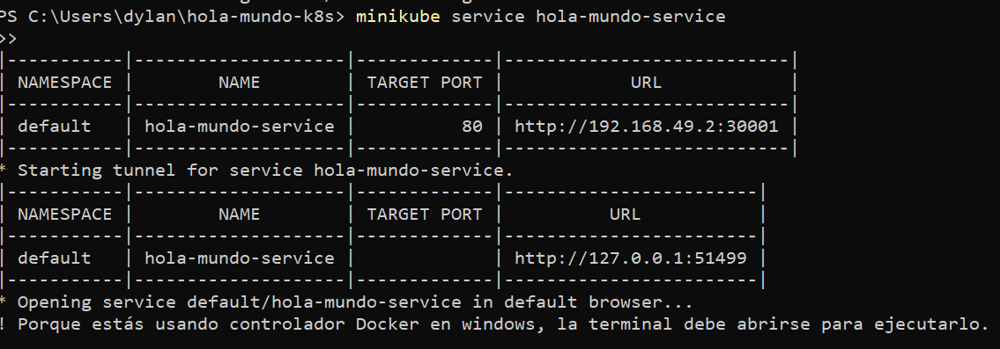 PS C:\Users\dylan\hola-mundo-k8s> minikube service hola-mundo-service
>>
|-----------|--------------------|-------------|---------------------------|
| NAMESPACE |        NAME        | TARGET PORT |            URL            |
|-----------|--------------------|-------------|---------------------------|
| default   | hola-mundo-service |          80 | http://192.168.49.2:30001 |
|-----------|--------------------|-------------|---------------------------|
* Starting tunnel for service hola-mundo-service.
|-----------|--------------------|-------------|------------------------|
| NAMESPACE |        NAME        | TARGET PORT |          URL           |
|-----------|--------------------|-------------|------------------------|
| default   | hola-mundo-service |             | http://127.0.0.1:51499 |
|-----------|--------------------|-------------|------------------------|
* Opening service default/hola-mundo-service in default browser...
! Porque estás usando controlador Docker en windows, la terminal debe abrirse para ejecutarlo.